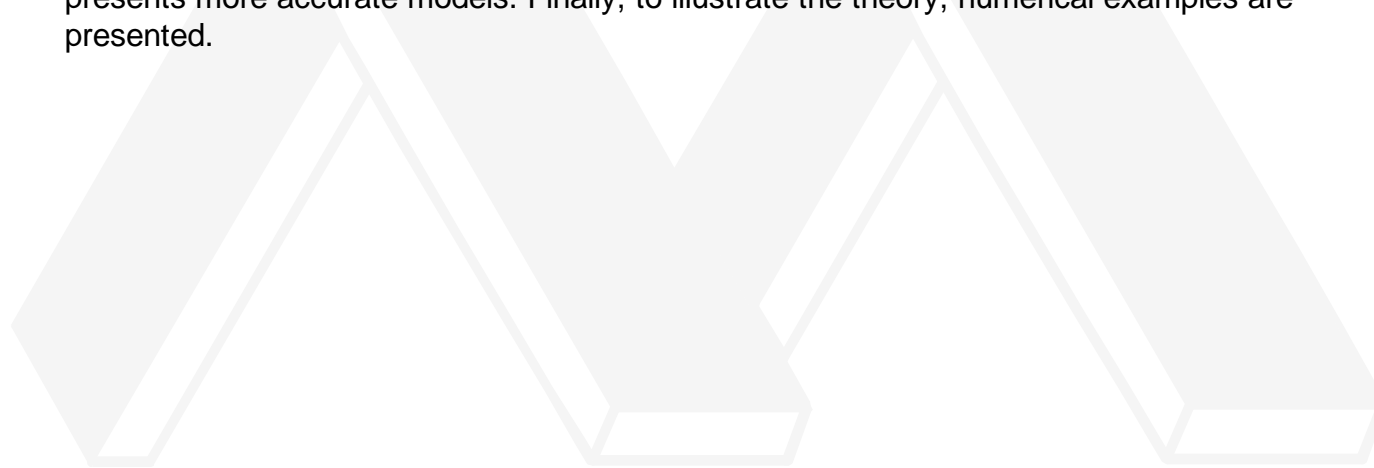 presents more accurate models. Finally, to illustrate the theory, numerical examples are
presented.